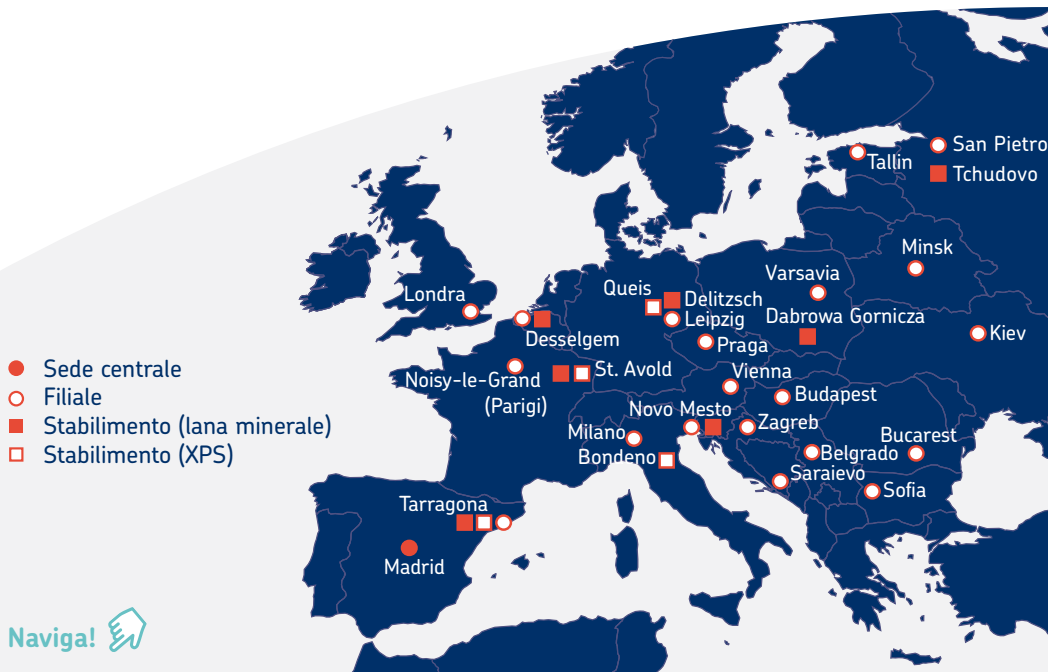 San Pietro
Tallin
Tchudovo
Minsk
Varsavia
Queis
Delitzsch
Londra
Leipzig
Dabrowa Gornicza
Desselgem
Kiev
Praga
Sede centrale
St. Avold
Vienna
Noisy-le-Grand
(Parigi)
Filiale
Budapest
Novo Mesto
Stabilimento (lana minerale)
Milano
Zagreb
Bucarest
Stabilimento (XPS)
Bondeno
Belgrado
Saraievo
Sofia
Tarragona
Madrid
Naviga!